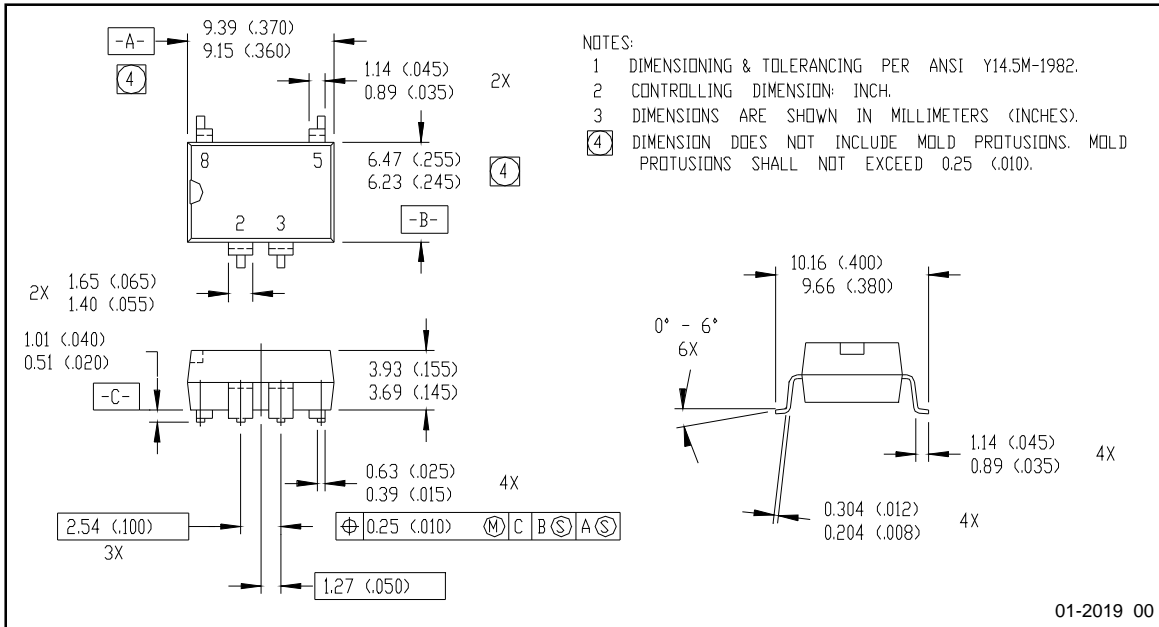 -A-
4
9.39 (.370)
9.15 (.360)
1.14 (.045)
0.89 (.035)
2X
8
5
6.47 (.255)
6.23 (.245)
4
2
3
-B-
2X
1.65 (.065)
1.40 (.055)
1.01 (.040)
0.51 (.020)
3.93 (.155)
3.69 (.145)
-C-
0.63 (.025)
0.39 (.015)
4X
2.54 (.100)
3X
⌖ 0.25 (.010) Ⓜ C B Ⓢ A Ⓢ
1.27 (.050)
NOTES:
1 DIMENSIONING & TOLERANCING PER ANSI Y14.5M-1982.
2 CONTROLLING DIMENSION: INCH.
3 DIMENSIONS ARE SHOWN IN MILLIMETERS (INCHES).
4 DIMENSION DOES NOT INCLUDE MOLD PROTUSIONS. MOLD
PROTUSIONS SHALL NOT EXCEED 0.25 (.010).
10.16 (.400)
9.66 (.380)
0° - 6°
6X
1.14 (.045)
0.89 (.035)
4X
0.304 (.012)
0.204 (.008)
4X
01-2019 00